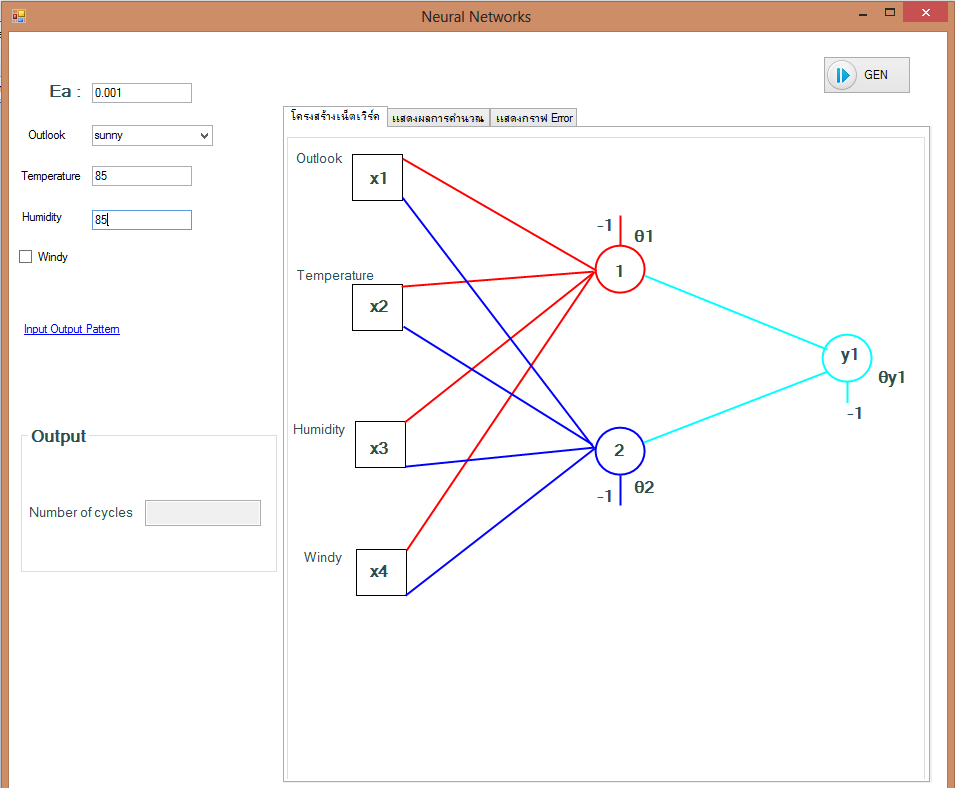 Neural Networks
Ea : 0.001
GEN
Outlook sunny
Temperature 85
Humidity 85
Windy
Input Output Pattern
Output
Number of cycles
โครงสร้างเน็ตเวิร์ค แสดงผลการคำนวณ แสดงกราฟ Error
Outlook
x1
-1 θ1
1
Temperature
x2
y1
θy1
-1
Humidity
x3
2
-1 θ2
Windy
x4